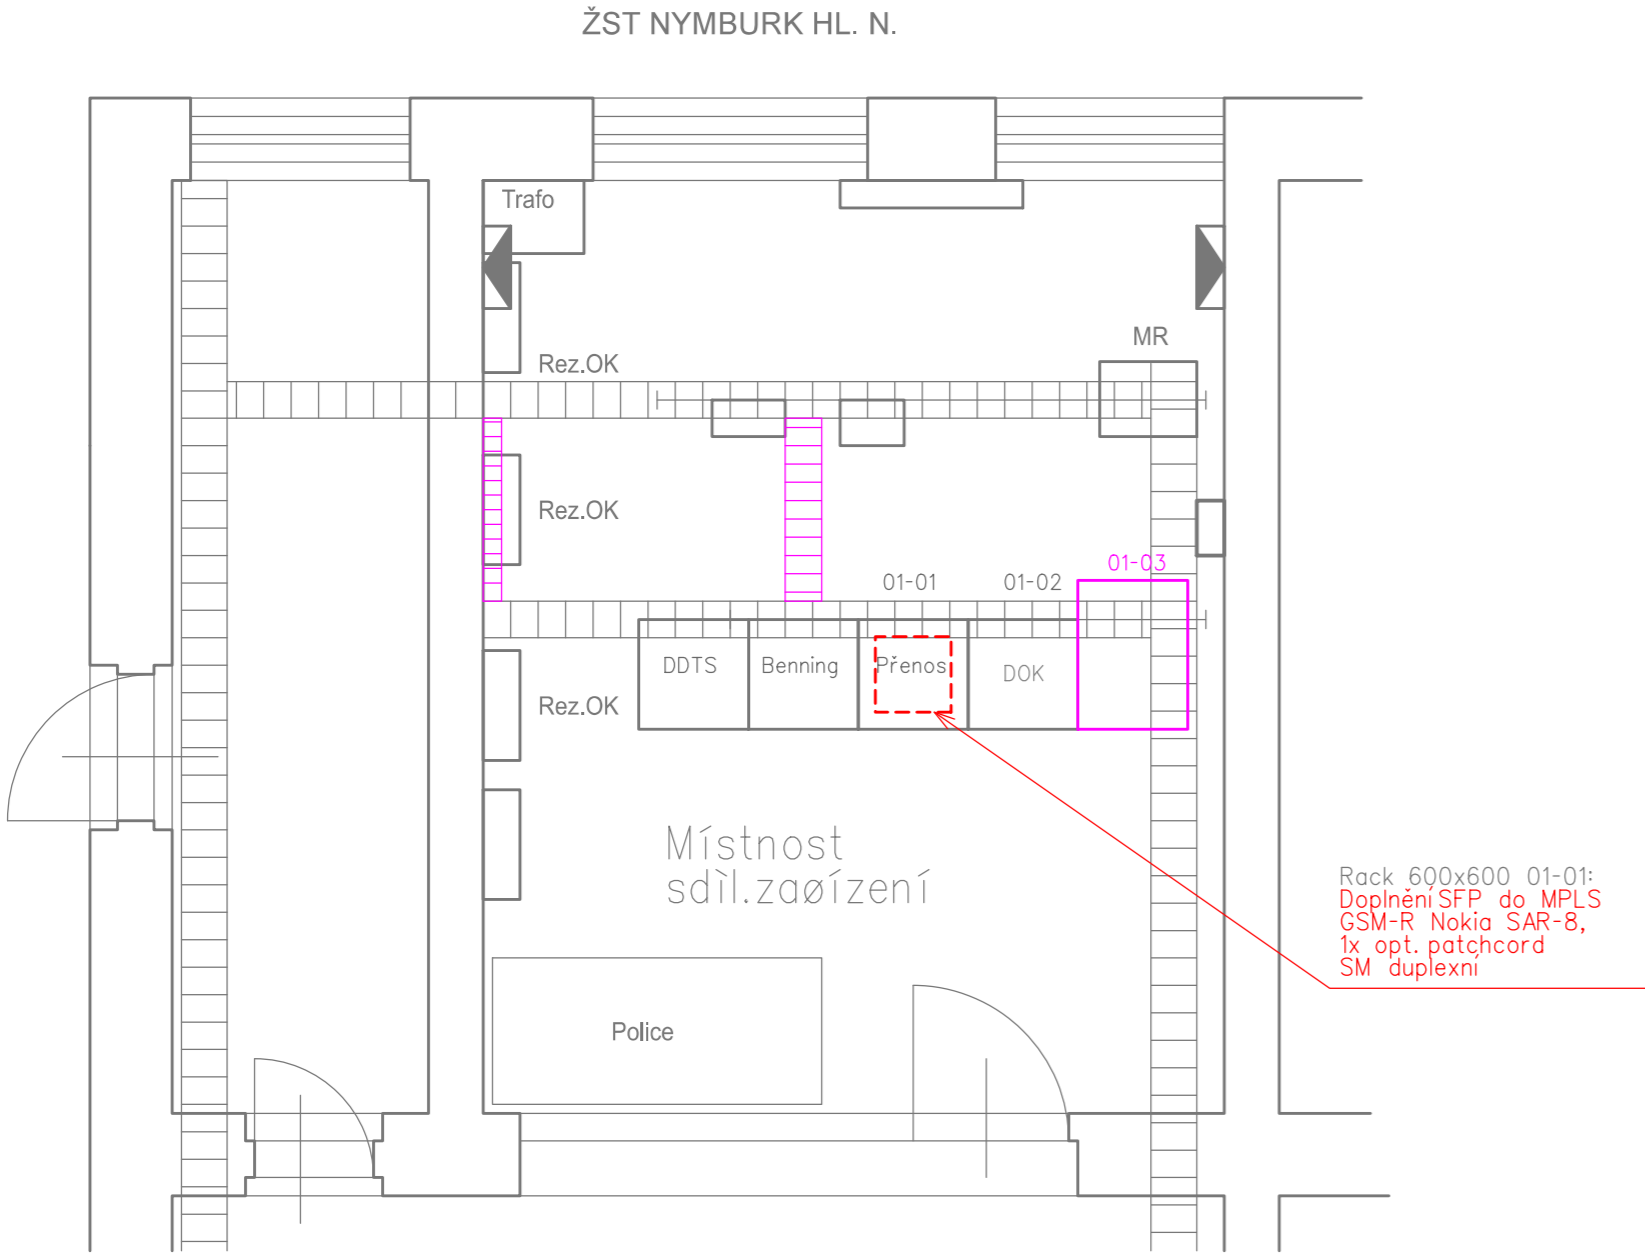 ŽST NYMBURK HL. N.
Trafo
MR
Rez.OK
Rez.OK
01-03
01-01
01-02
DDTS
Benning
Přenos
DOK
Rez.OK
Místnost
sdìl.zaøízení
Rack 600x600 01-01:
Doplnění SFP do MPLS
GSM-R Nokia SAR-8,
1x opt. patchcord
SM duplexní
Police